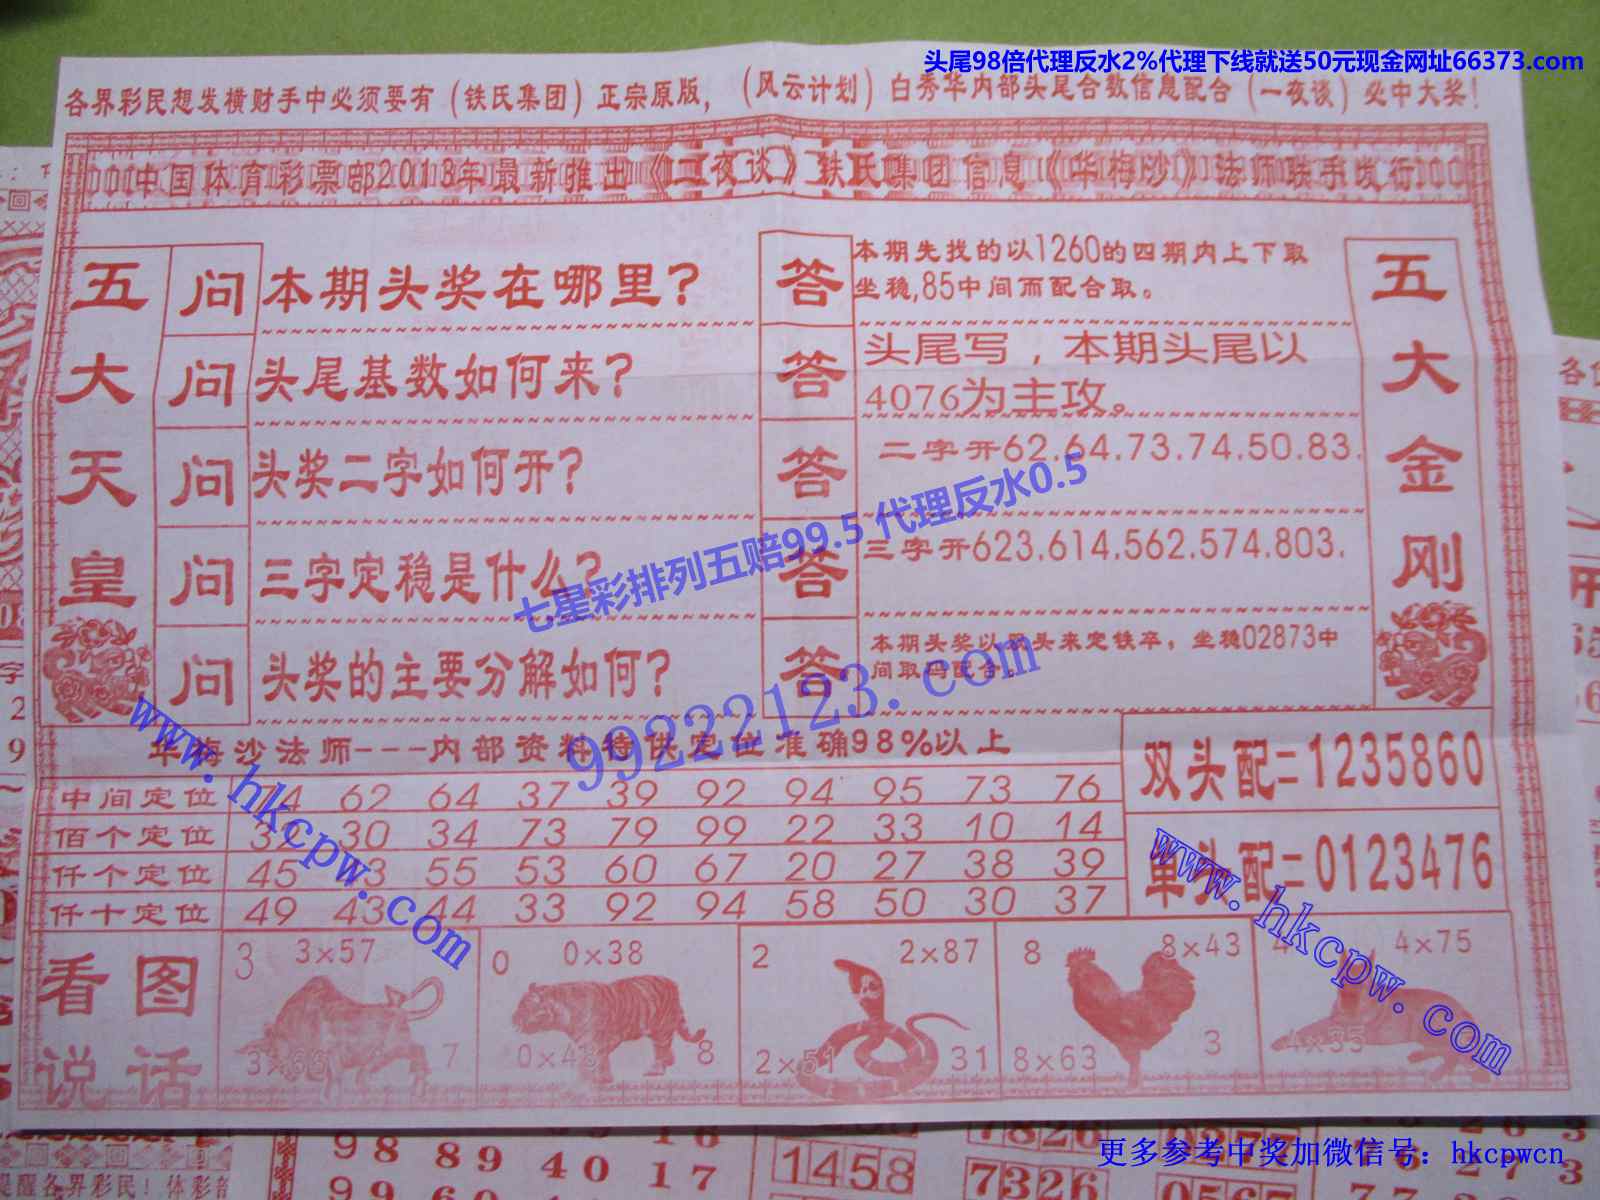 头尾98倍代理反水2%代理下线就送50元现金网址66373.com
各界彩民想发横财手中必须要有（铁氏集团）正宗原版，（风云计划）白秀华内部头尾合数信息配合（一夜谈）必中大奖！
中国体育彩票部2013年最新推出《一夜谈》铁氏集团信息《华梅沙》法师联手发行
五大天皇
问 本期头奖在哪里？
答 本期先找的以1260的四期内上下取
坐稳,85中间而配合取。
问 头尾基数如何来？
答 头尾写，本期头尾以
4076为主攻。
问 头奖二字如何开？
答 二字开62.64.73.74.50.83.
问 三字定稳是什么？
答 三字开623.614.562.574.803.
问 头奖的主要分解如何？
答 本期头奖以双头来定铁卒，坐稳02873中
间取码配合。
五大金刚
七星彩排列五赔99.5 代理反水0.5
99222123.com
www.hkcpw.com
华梅沙法师---内部资料特供定位准确98%以上
中间定位 74 62 64 37 39 92 94 95 73 76
佰个定位 30 34 73 79 99 22 33 10 14
仟个定位 45 55 53 60 67 20 27 38 39
仟十定位 49 43 44 33 92 94 58 50 30 37
双头配=1235860
单头配=0123476
www.hkcpw.com
看图
说话
3 3×57
3×66 7
0 0×38
8
2 2×87
2×51 31
8 8×43
8×63 3
4 4×75
4×35
98 89 40 17
1458
7826
7326
0567
更多参考中奖加微信号：hkcpwcn